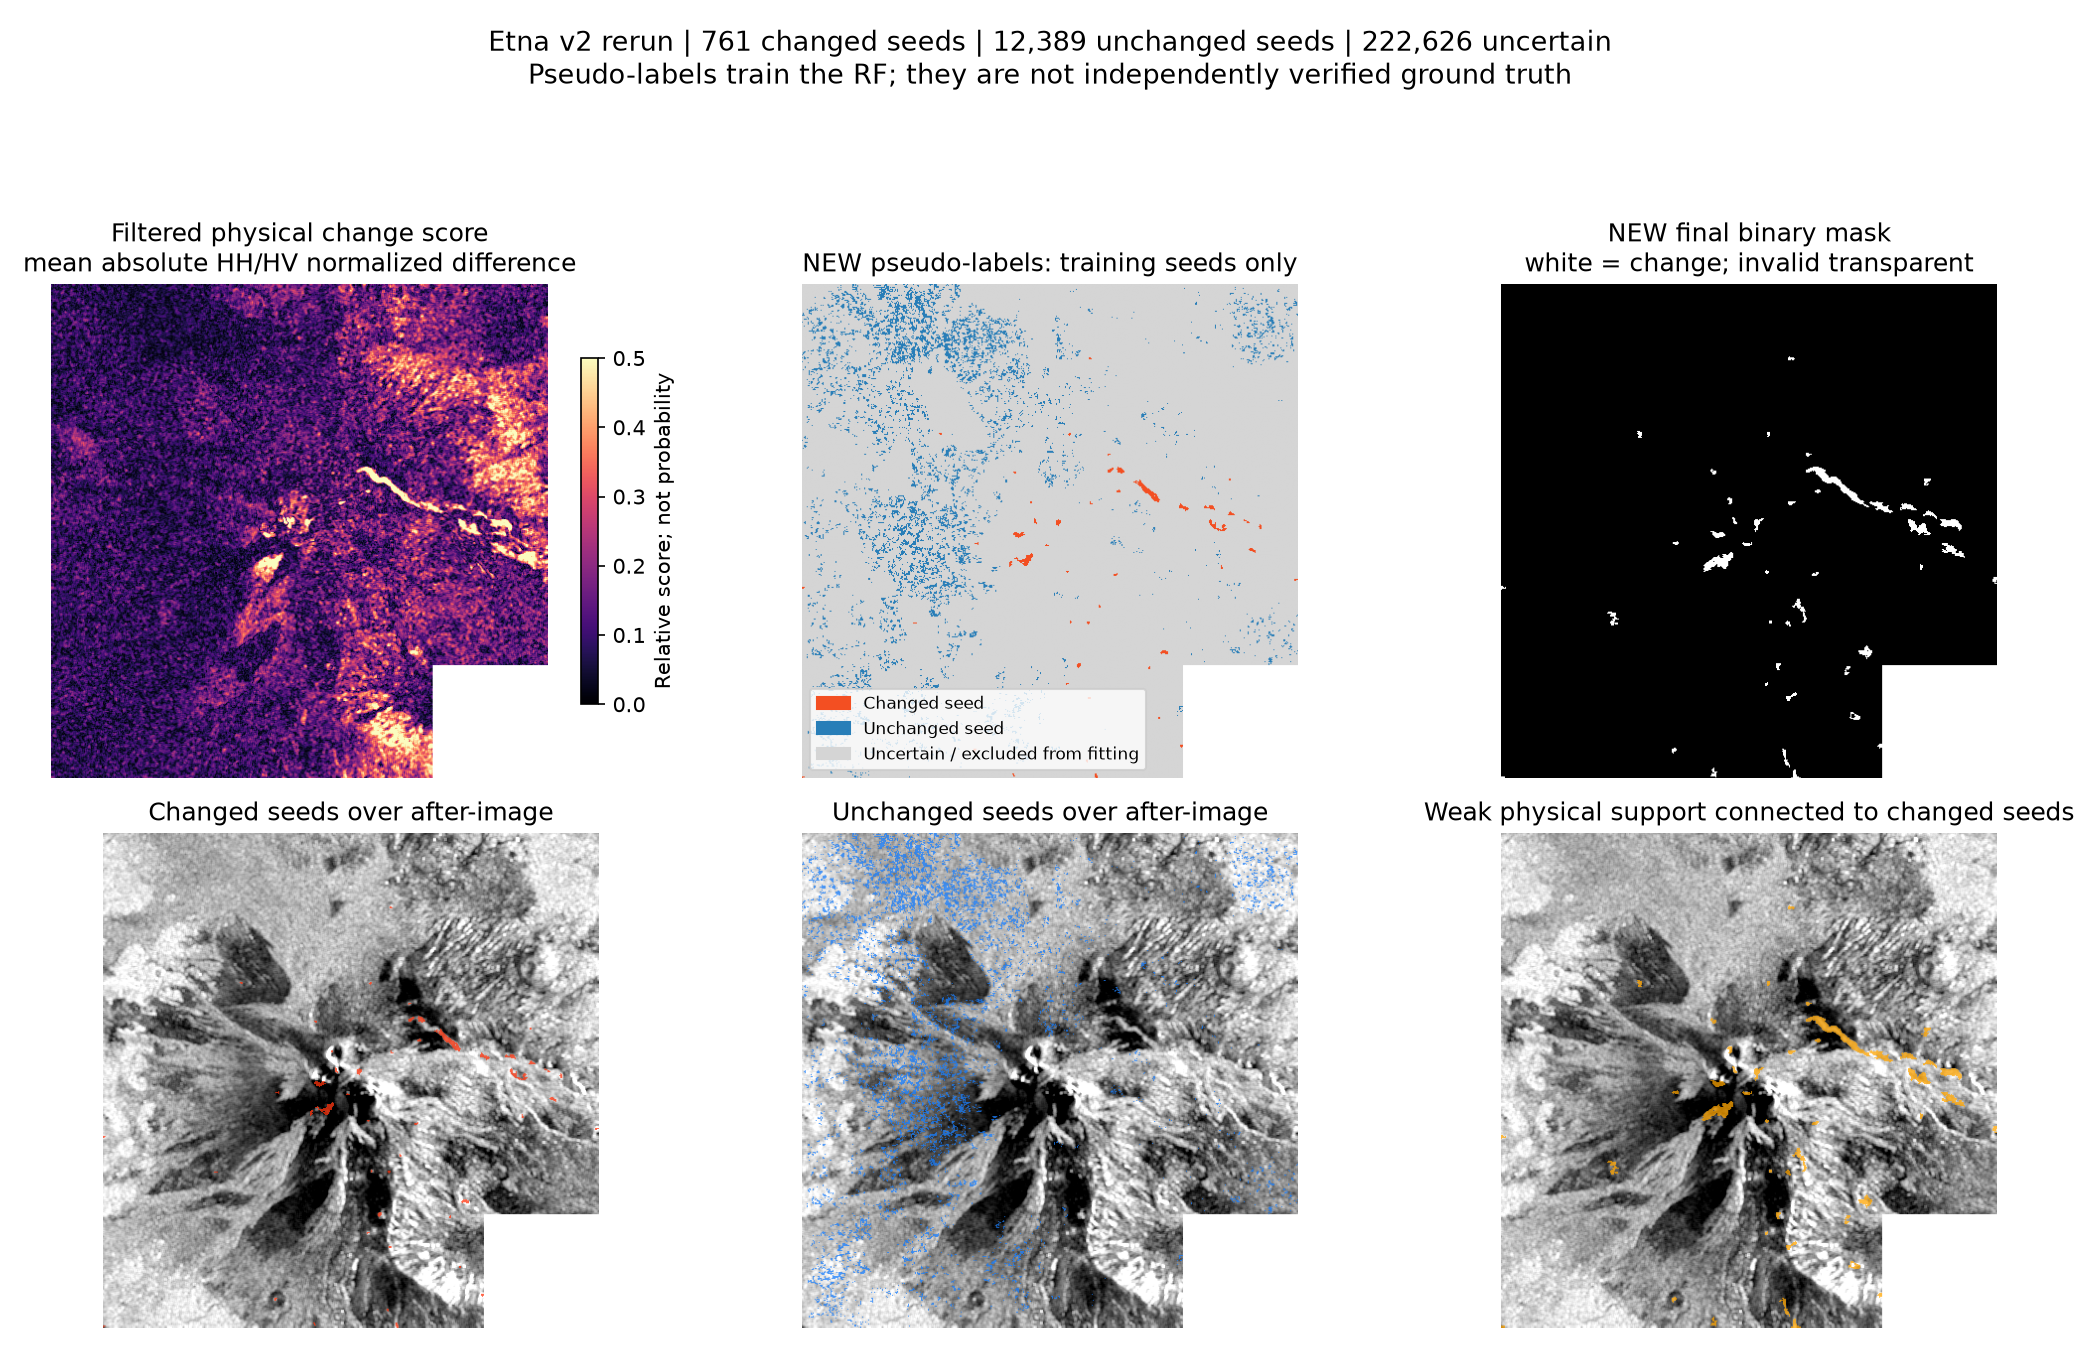 Etna v2 rerun | 761 changed seeds | 12,389 unchanged seeds | 222,626 uncertain
Pseudo-labels train the RF; they are not independently verified ground truth
Filtered physical change score
mean absolute HH/HV normalized difference
0.5
0.4
0.3
0.2
0.1
0.0
Relative score; not probability
NEW pseudo-labels: training seeds only
Changed seed
Unchanged seed
Uncertain / excluded from fitting
NEW final binary mask
white = change; invalid transparent
Changed seeds over after-image
Unchanged seeds over after-image
Weak physical support connected to changed seeds